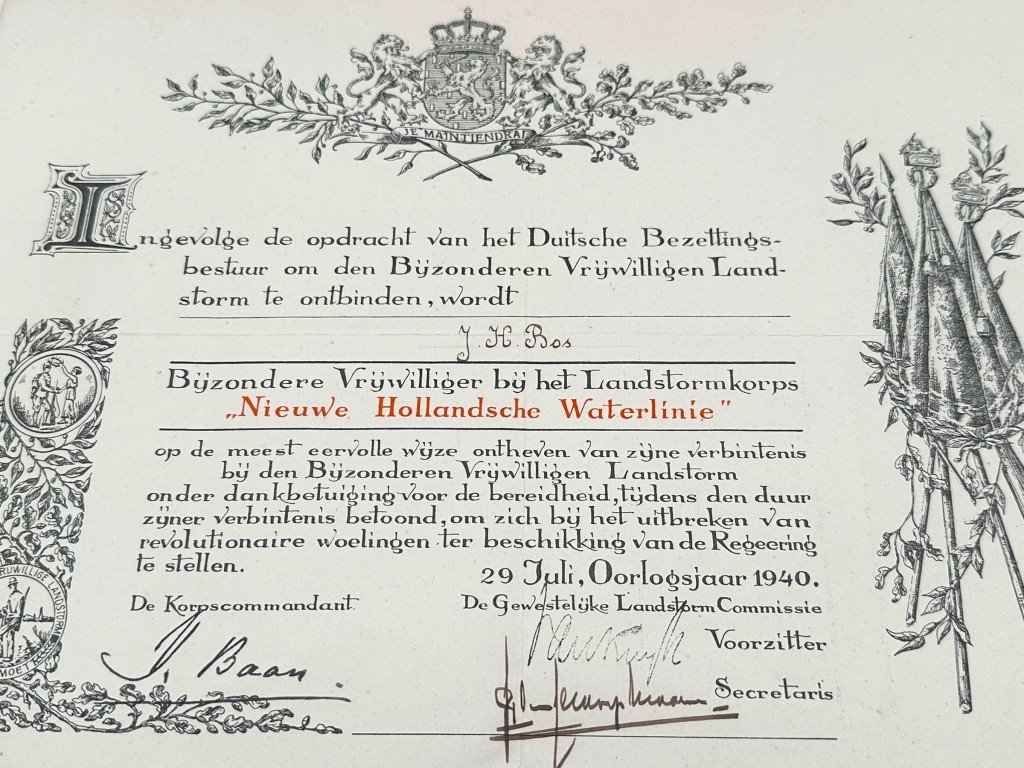 JE MAINTIENDRAI
Ingevolge de opdracht van het Duitsche Bezettings-
bestuur om den Bijzonderen Vrijwilligen Land-
storm te ontbinden, wordt
J. H. Bos
Bijzondere Vrijwilliger bij het Landstormkorps
„Nieuwe Hollandsche Waterlinie"
op de meest eervolle wijze ontheven van zijne verbintenis
bij den Bijzonderen Vrijwilligen Landstorm
onder dankbetuiging voor de bereidheid, tijdens den duur
zijner verbintenis betoond, om zich bij het uitbreken van
revolutionaire woelingen ter beschikking van de Regeering
te stellen.
29 Juli, Oorlogsjaar 1940.
De Korpscommandant
De Gewestelijke Landstorm Commissie
Baan
Voorzitter
Secretaris
VRIJWILLIGE LANDSTORM
MOET